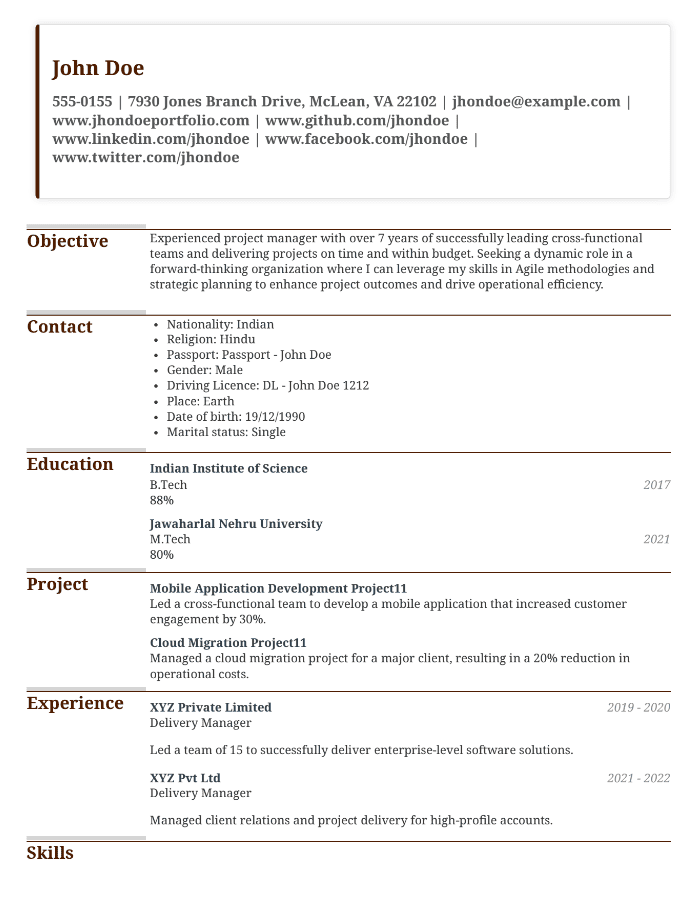 John Doe
555-0155 | 7930 Jones Branch Drive, McLean, VA 22102 | jhondoe@example.com |
www.jhondoeportfolio.com | www.github.com/jhondoe |
www.linkedin.com/jhondoe | www.facebook.com/jhondoe |
www.twitter.com/jhondoe
Objective
Experienced project manager with over 7 years of successfully leading cross-functional
teams and delivering projects on time and within budget. Seeking a dynamic role in a
forward-thinking organization where I can leverage my skills in Agile methodologies and
strategic planning to enhance project outcomes and drive operational efficiency.
Contact
• Nationality: Indian
• Religion: Hindu
• Passport: Passport - John Doe
• Gender: Male
• Driving Licence: DL - John Doe 1212
• Place: Earth
• Date of birth: 19/12/1990
• Marital status: Single
Education
Indian Institute of Science
B.Tech 2017
88%
Jawaharlal Nehru University
M.Tech 2021
80%
Project
Mobile Application Development Project11
Led a cross-functional team to develop a mobile application that increased customer
engagement by 30%.
Cloud Migration Project11
Managed a cloud migration project for a major client, resulting in a 20% reduction in
operational costs.
Experience
XYZ Private Limited 2019 - 2020
Delivery Manager
Led a team of 15 to successfully deliver enterprise-level software solutions.
XYZ Pvt Ltd 2021 - 2022
Delivery Manager
Managed client relations and project delivery for high-profile accounts.
Skills